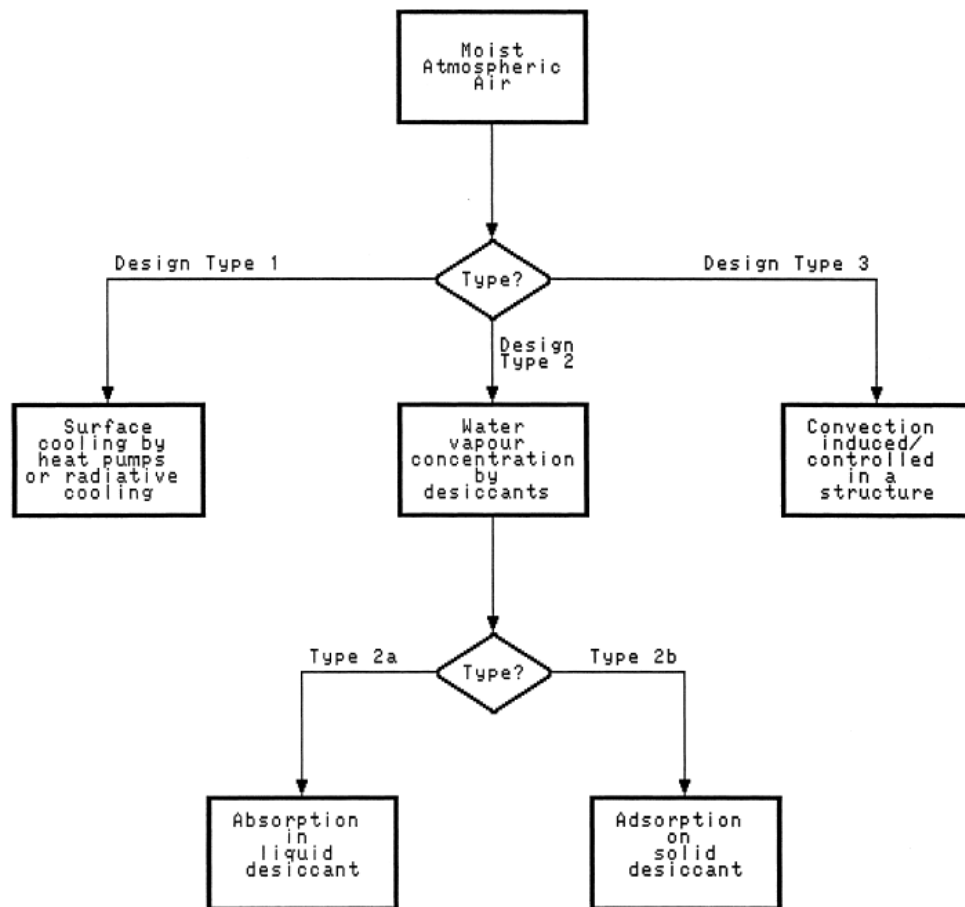 Moist
Atmospheric
Air
Design Type 1
Type?
Design Type 3
Design
Type 2
Surface
cooling by
heat pumps
or radiative
cooling
Water
vapour
concentration
by
desiccants
Convection
induced/
controlled
in a
structure
Type 2a
Type?
Type 2b
Absorption
in
liquid
desiccant
Adsorption
on
solid
desiccant